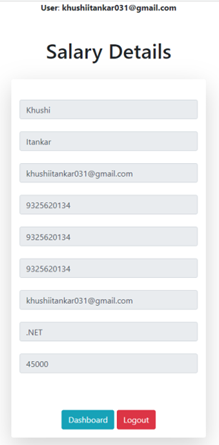 User: khushiitankar031@gmail.com
Salary Details
Khushi
Itankar
khushiitankar031@gmail.com
9325620134
9325620134
9325620134
khushiitankar031@gmail.com
.NET
45000
Dashboard Logout